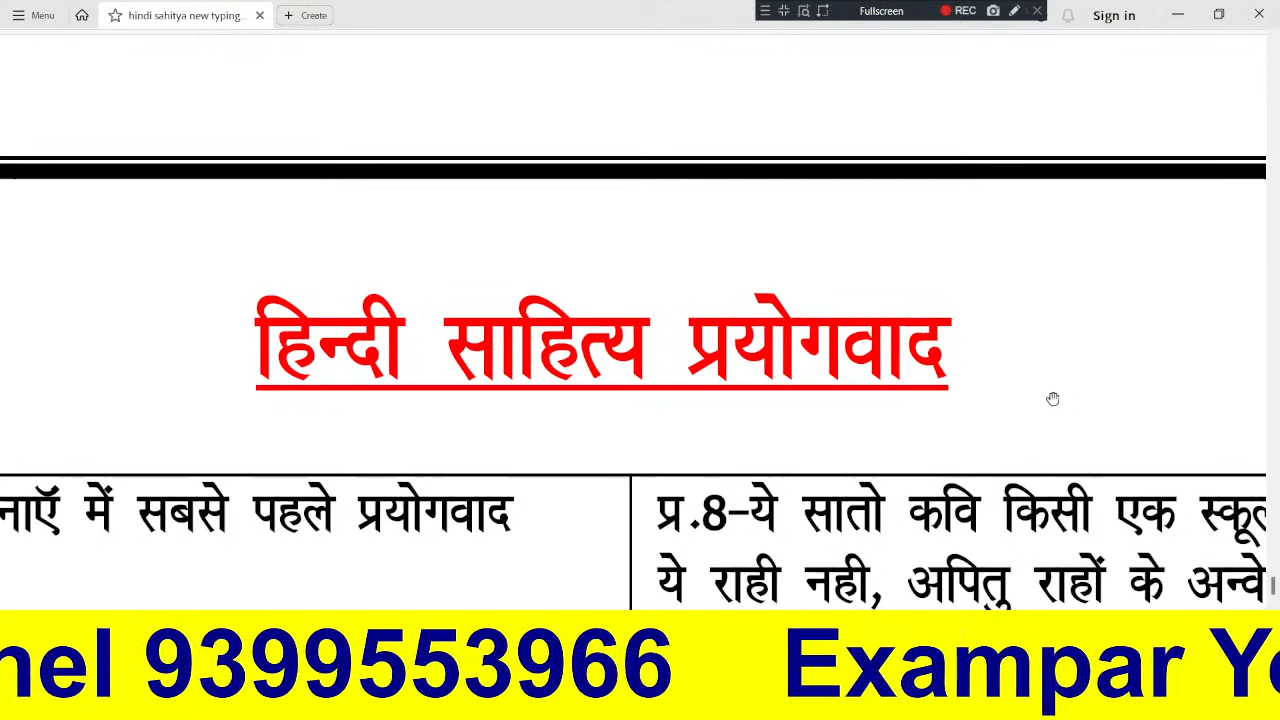 Menu hindi sahitya new typing... Create Fullscreen REC Sign in
हिन्दी साहित्य प्रयोगवाद
में सबसे पहले प्रयोगवाद
प्र.8-ये सातो कवि किसी एक
ये राही नही, अपितु राहों के
9399553966 Exampar